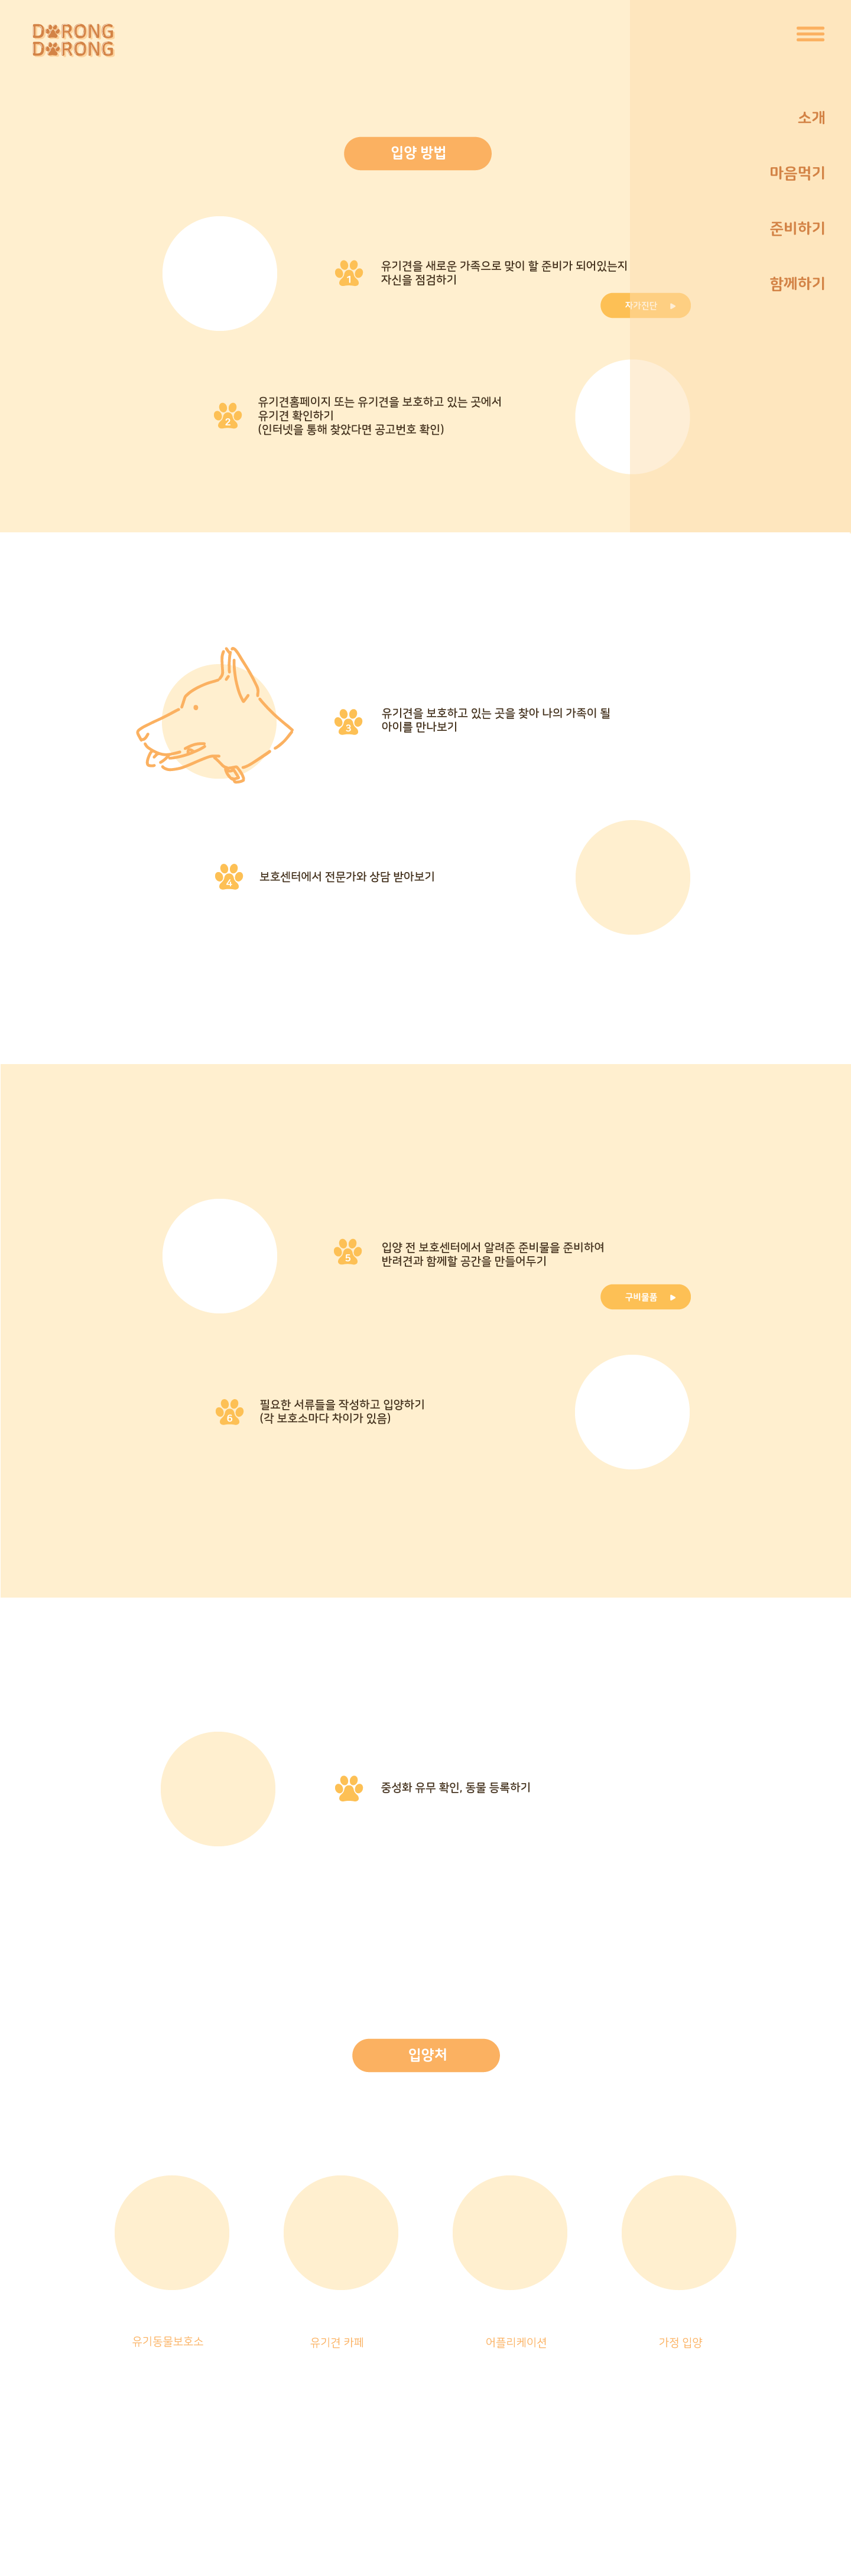 DORONG
DORONG
소개
마음먹기
준비하기
함께하기
입양 방법
1
유기견을 새로운 가족으로 맞이 할 준비가 되어있는지
자신을 점검하기
자가진단 ▶
2
유기견홈페이지 또는 유기견을 보호하고 있는 곳에서
유기견 확인하기
(인터넷을 통해 찾았다면 공고번호 확인)
3
유기견을 보호하고 있는 곳을 찾아 나의 가족이 될
아이를 만나보기
4
보호센터에서 전문가와 상담 받아보기
5
입양 전 보호센터에서 알려준 준비물을 준비하여
반려견과 함께할 공간을 만들어두기
구비물품 ▶
6
필요한 서류들을 작성하고 입양하기
(각 보호소마다 차이가 있음)
중성화 유무 확인, 동물 등록하기
입양처
유기동물보호소
유기견 카페
어플리케이션
가정 입양